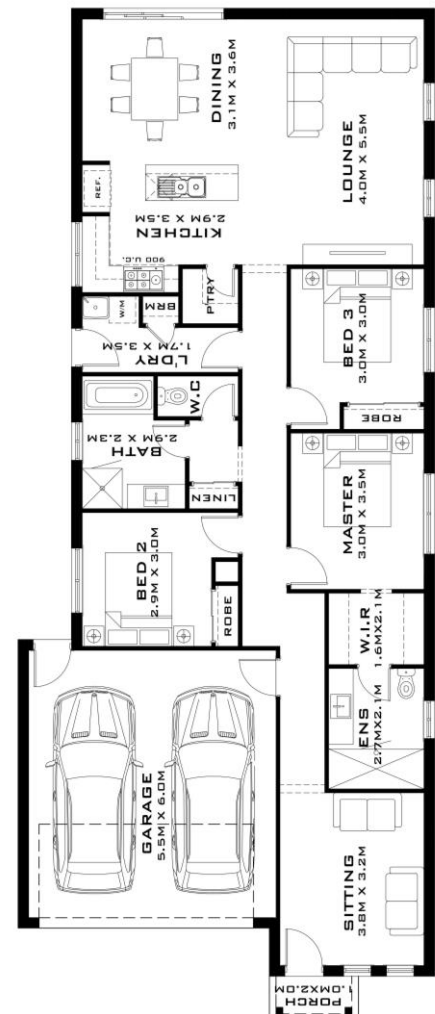 DINING
3.1M X 3.6M
LOUNGE
4.0M X 5.5M
REF.
KITCHEN
2.9M X 3.5M
900 U.O.
PTRY
W/M
BRM
L'DRY
1.7M X 3.5M
BED 3
3.0M X 3.0M
ROBE
W.C
BATH
2.9M X 2.3M
LINEN
MASTER
3.0M X 3.5M
BED 2
2.9M X 3.0M
ROBE
W.I.R
1.6MX2.1M
ENS
2.7MX2.1M
GARAGE
5.5M X 6.0M
SITTING
3.8M X 3.2M
PORCH
1.0MX2.0M